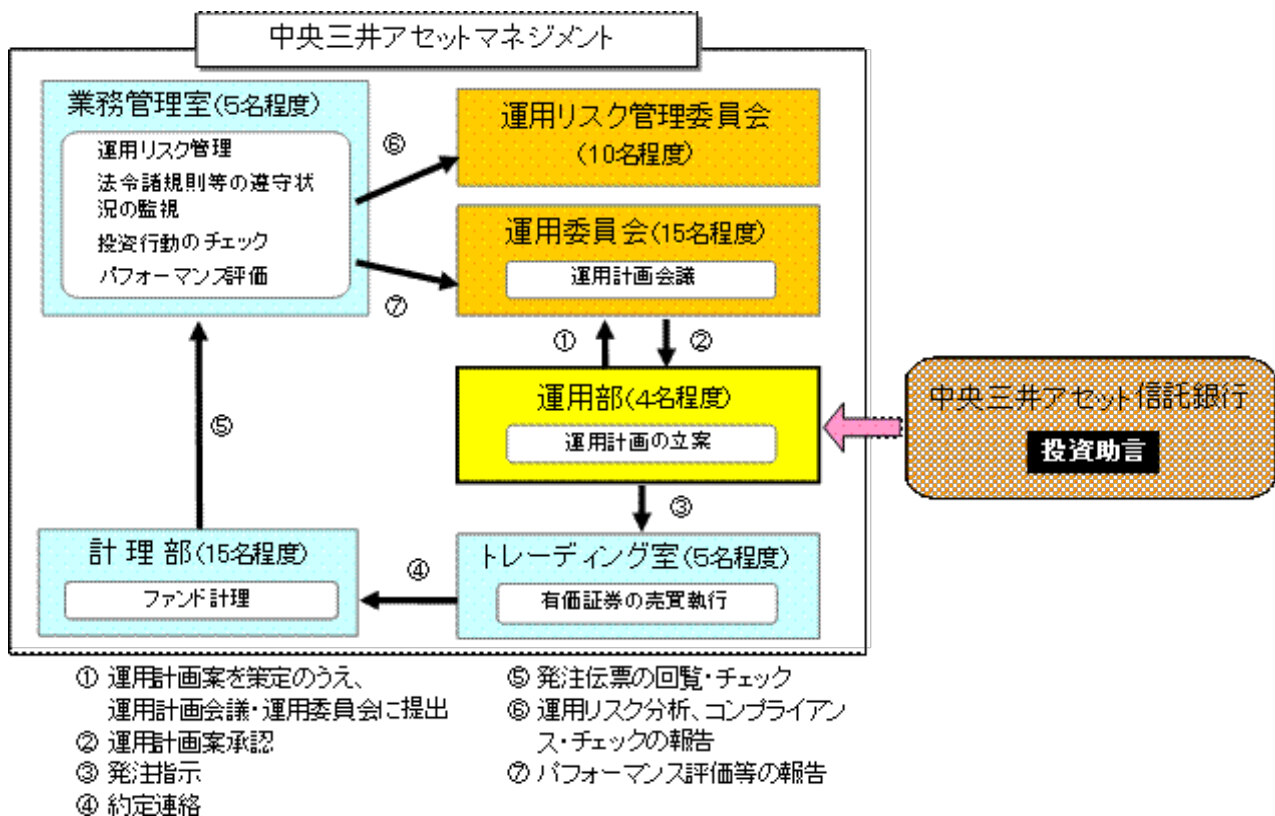 中央三井アセットマネジメント
業務管理室(5名程度)
運用リスク管理
法令諸規則等の遵守状
況の監視
投資行動のチェック
パフォーマンス評価
⑥
⑦
運用リスク管理委員会
(10名程度)
運用委員会(15名程度)
運用計画会議
①
②
運用部(4名程度)
運用計画の立案
中央三井アセット信託銀行
投資助言
⑤
③
計理部(15名程度)
ファンド計理
④
トレーディング室(5名程度)
有価証券の売買執行
① 運用計画案を策定のうえ、
運用計画会議・運用委員会に提出
② 運用計画案承認
③ 発注指示
④ 約定連絡
⑤ 発注伝票の回覧・チェック
⑥ 運用リスク分析、コンプライアン
ス・チェックの報告
⑦ パフォーマンス評価等の報告